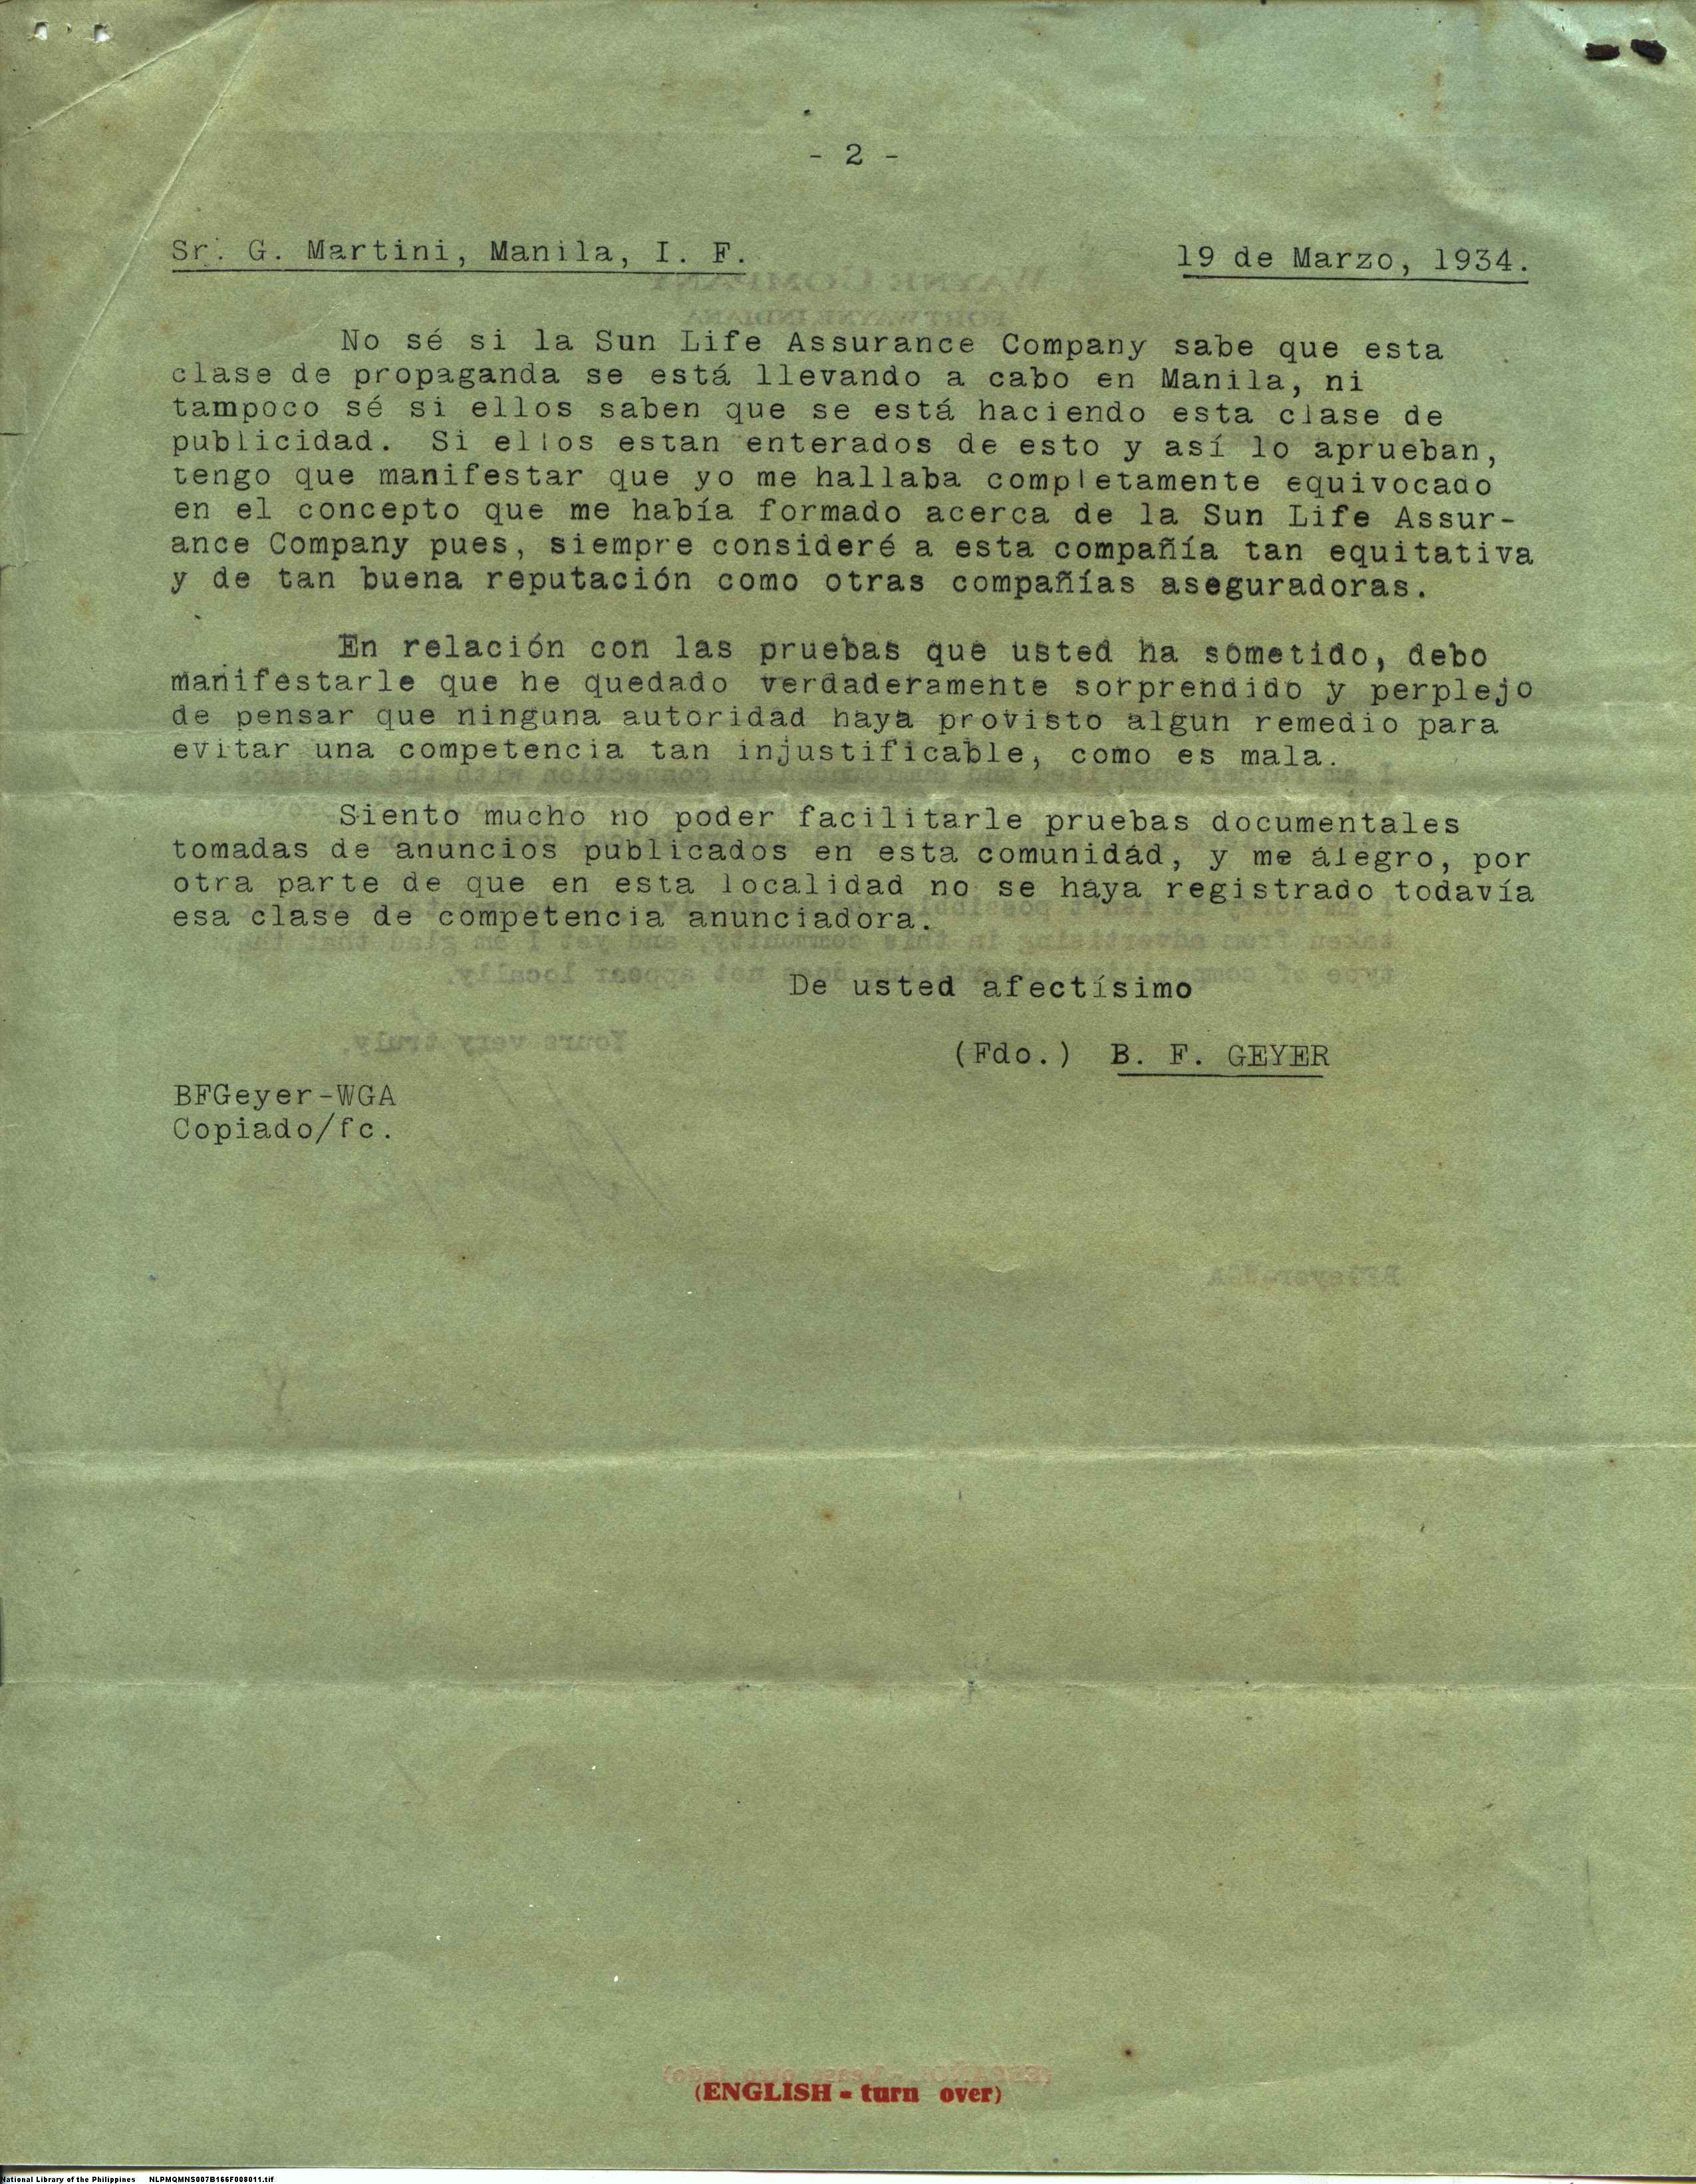 - 2 -
Sr. G. Martini, Manila, I. F.
19 de Marzo, 1934.
No sé si la Sun Life Assurance Company sabe que esta
clase de propaganda se está llevando a cabo en Manila, ni
tampoco sé si ellos saben que se está haciendo esta clase de
publicidad. Si ellos estan enterados de esto y así lo aprueban,
tengo que manifestar que yo me hallaba completamente equivocado
en el concepto que me había formado acerca de la Sun Life Assur-
ance Company pues, siempre consideré a esta compañía tan equitativa
y de tan buena reputación como otras compañías aseguradoras.
En relación con las pruebas que usted ha sometido, debo
manifestarle que he quedado verdaderamente sorprendido y perplejo
de pensar que ninguna autoridad haya provisto algun remedio para
evitar una competencia tan injustificable, como es mala.
Siento mucho no poder facilitarle pruebas documentales
tomadas de anuncios publicados en esta comunidad, y me alegro, por
otra parte de que en esta localidad no se haya registrado todavía
esa clase de competencia anunciadora.
De usted afectísimo
(Fdo.) B. F. GEYER
BFGeyer-WGA
Copiado/fc.
(ENGLISH - turn over)
National Library of the Philippines NLPMQMNS007B166F008011.tif